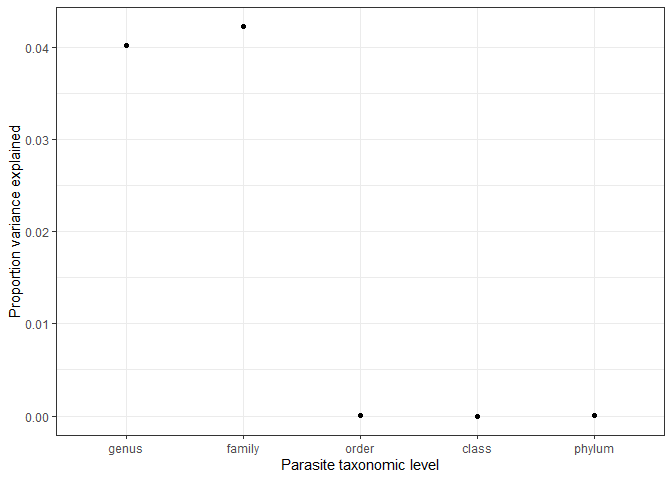 Proportion variance explained
0.04
0.03
0.02
0.01
0.00
genus family order class phylum
Parasite taxonomic level